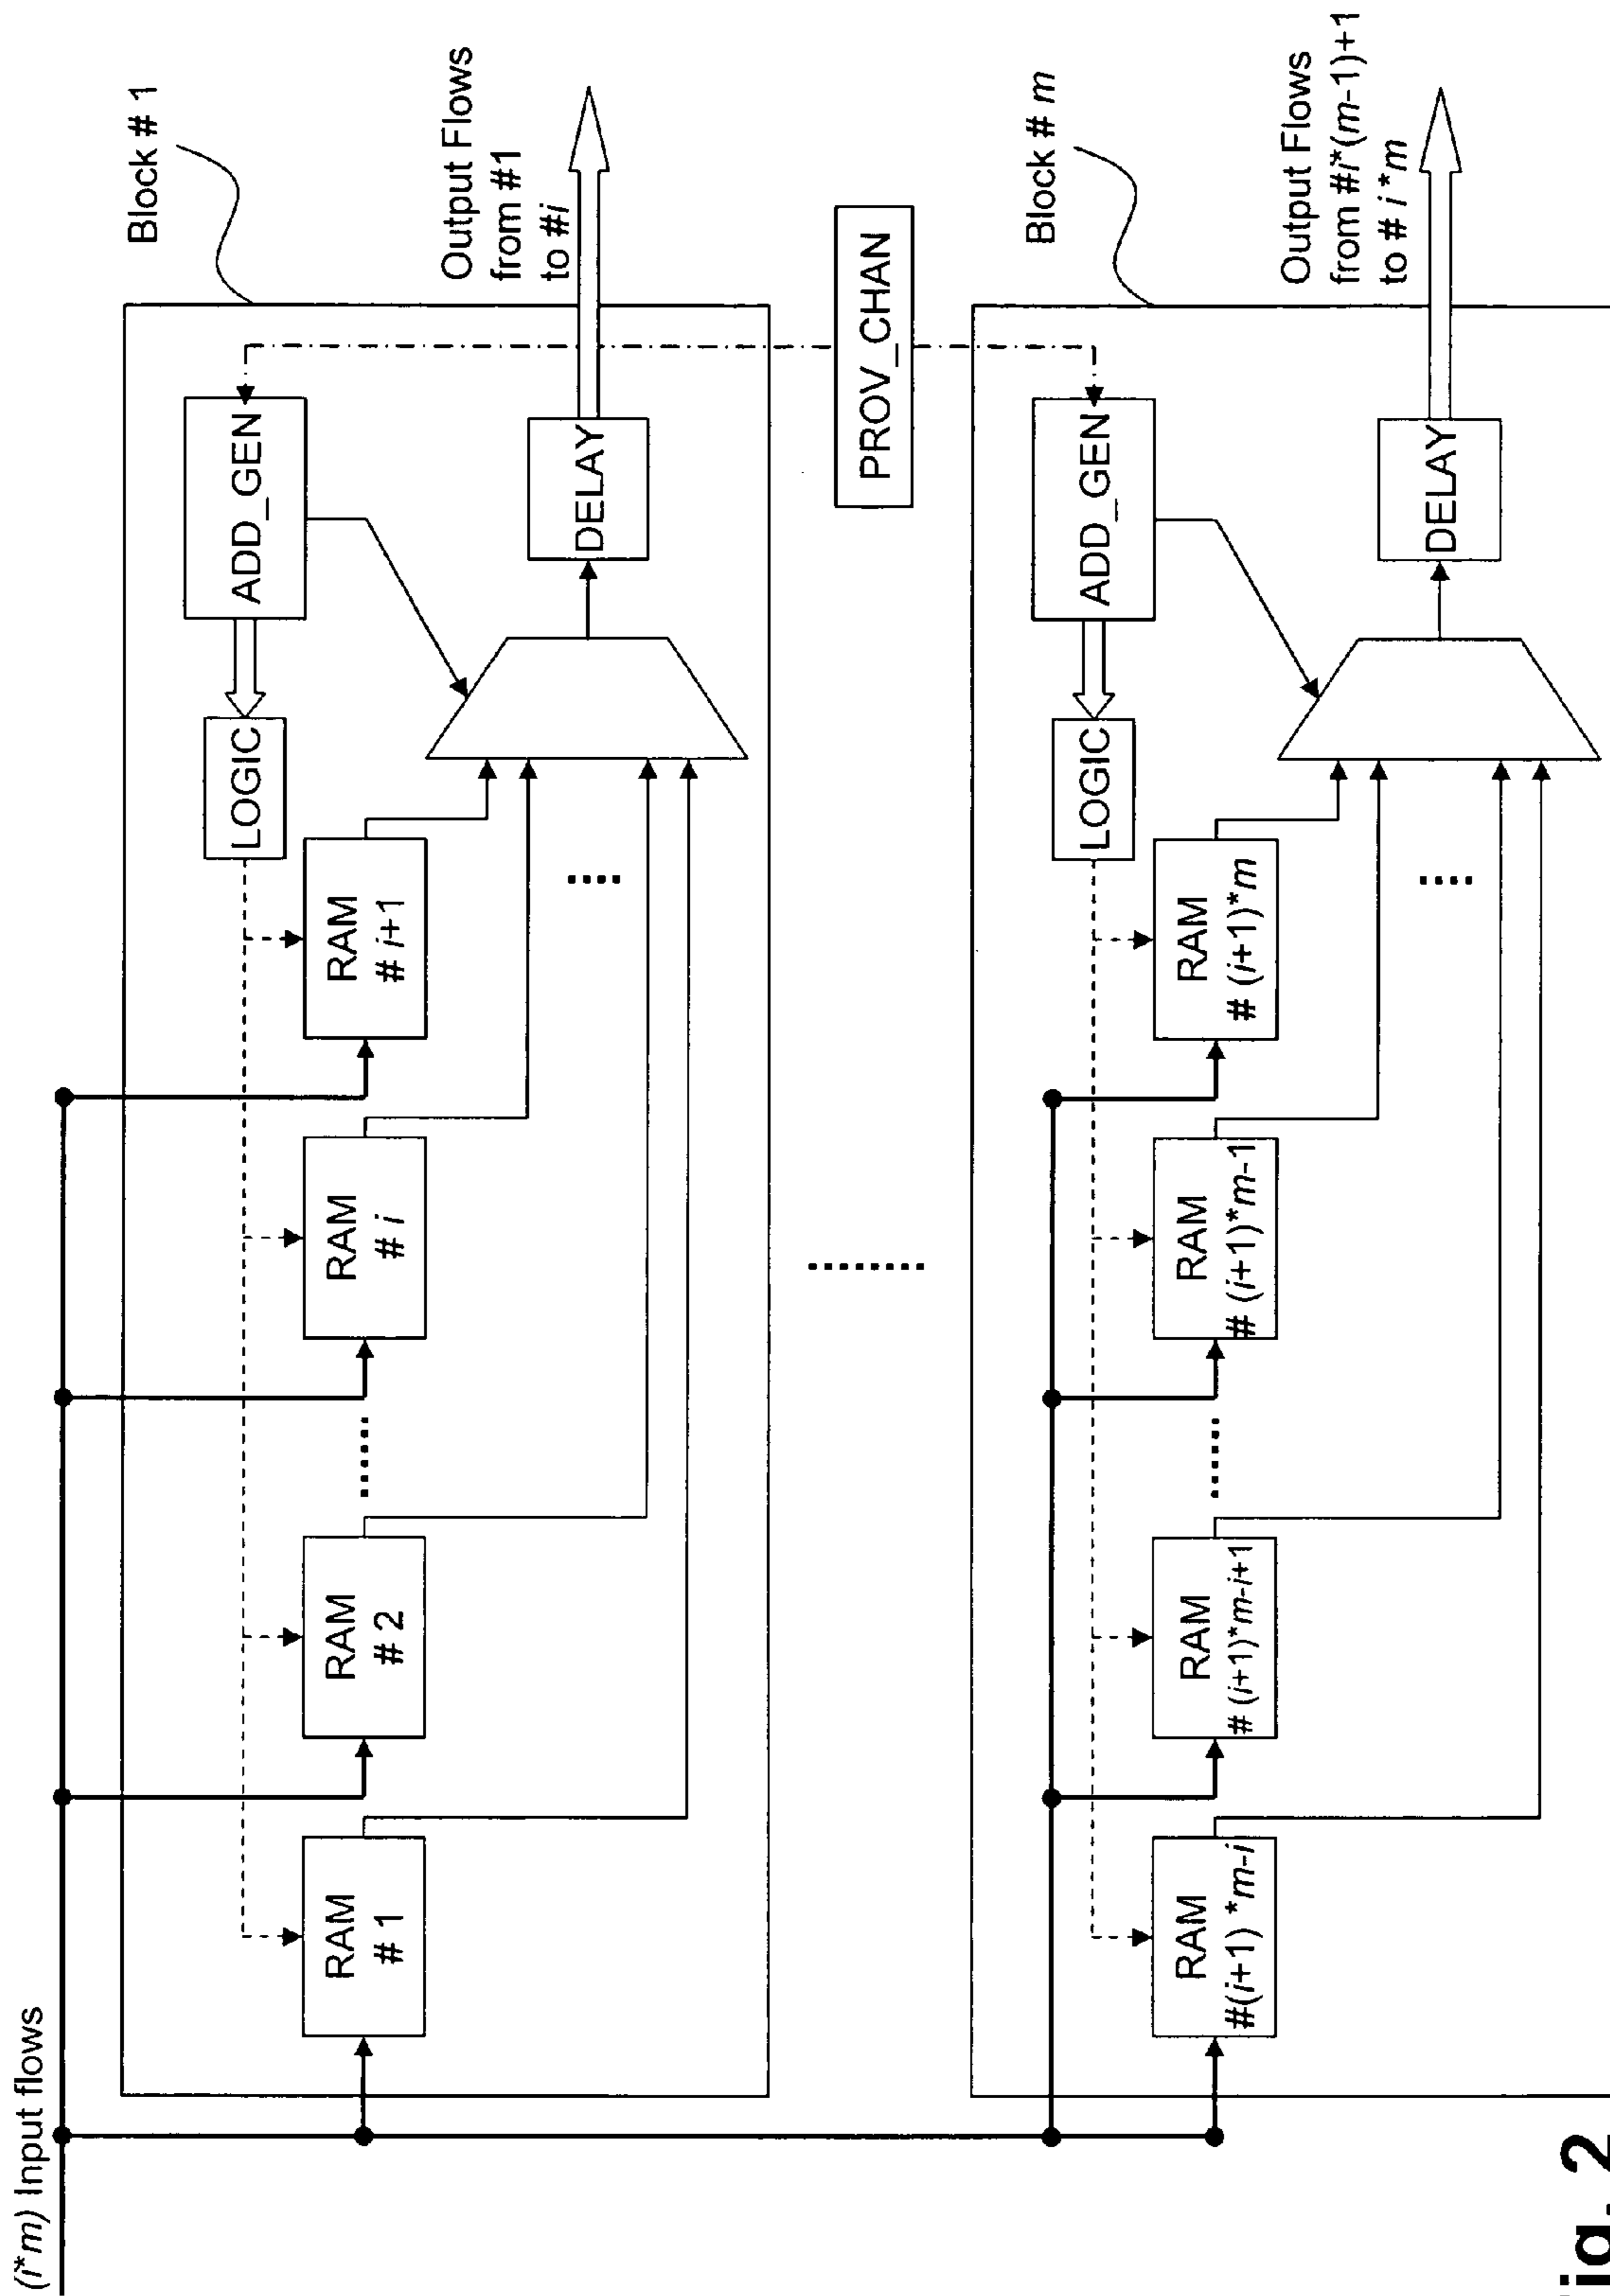 (i*m) Input flows
Block # 1
RAM
# 1
RAM
# 2
......
RAM
# i
RAM
# i+1
LOGIC
ADD_GEN
....
DELAY
Output Flows
from #1
to #i
........
PROV_CHAN
Block # m
RAM
#(i+1) *m-i
RAM
# (i+1)*m-i+1
......
RAM
# (i+1)*m-1
RAM
# (i+1)*m
LOGIC
ADD_GEN
....
DELAY
Output Flows
from #i*(m-1)+1
to # i *m
ig. 2